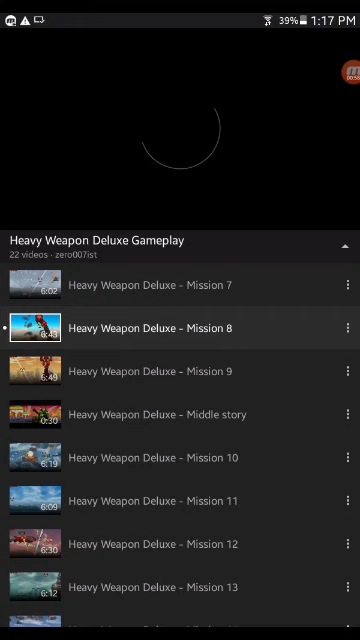 39% 1:17 PM
00:56
Heavy Weapon Deluxe Gameplay
22 videos · zero007ist
6:02 Heavy Weapon Deluxe - Mission 7
6:43 Heavy Weapon Deluxe - Mission 8
6:49 Heavy Weapon Deluxe - Mission 9
0:30 Heavy Weapon Deluxe - Middle story
6:19 Heavy Weapon Deluxe - Mission 10
6:09 Heavy Weapon Deluxe - Mission 11
6:30 Heavy Weapon Deluxe - Mission 12
6:12 Heavy Weapon Deluxe - Mission 13